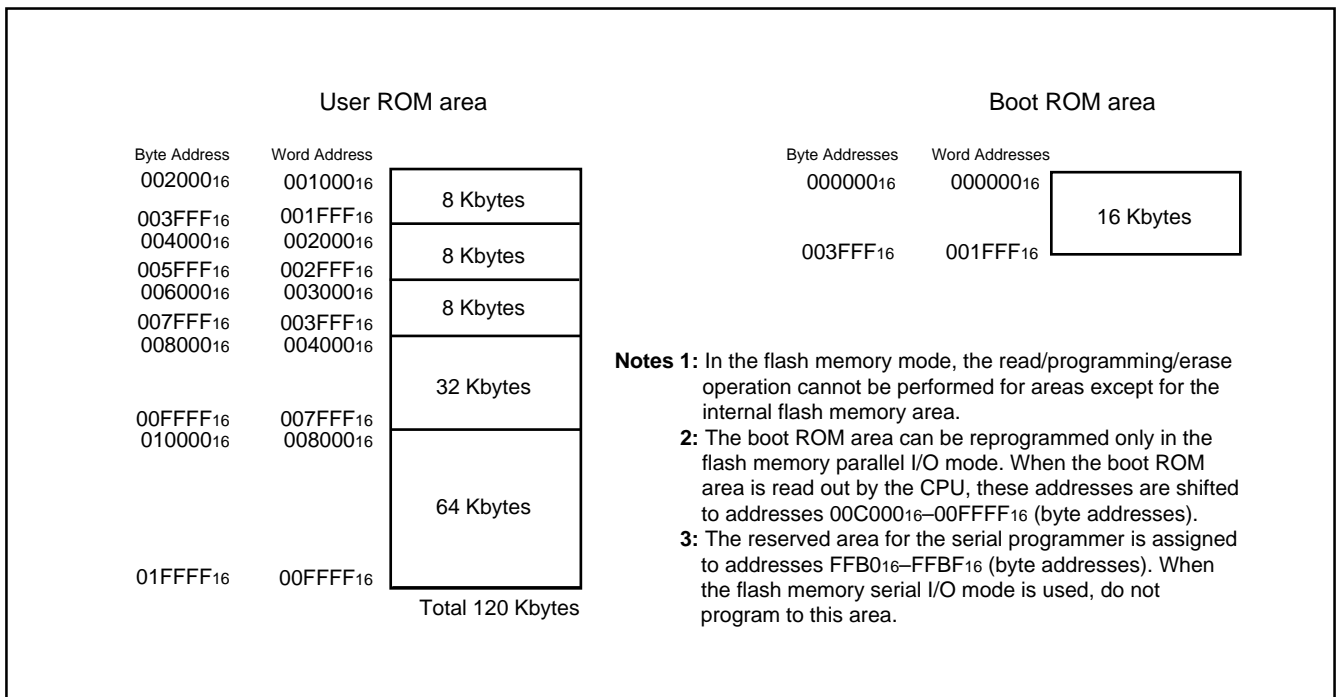 User ROM area
Byte Address Word Address
002000₁₆ 001000₁₆
8 Kbytes
003FFF₁₆ 001FFF₁₆
004000₁₆ 002000₁₆
8 Kbytes
005FFF₁₆ 002FFF₁₆
006000₁₆ 003000₁₆
8 Kbytes
007FFF₁₆ 003FFF₁₆
008000₁₆ 004000₁₆
32 Kbytes
00FFFF₁₆ 007FFF₁₆
010000₁₆ 008000₁₆
64 Kbytes
01FFFF₁₆ 00FFFF₁₆
Total 120 Kbytes
Boot ROM area
Byte Addresses Word Addresses
000000₁₆ 000000₁₆
16 Kbytes
003FFF₁₆ 001FFF₁₆
Notes 1: In the flash memory mode, the read/programming/erase
operation cannot be performed for areas except for the
internal flash memory area.
2: The boot ROM area can be reprogrammed only in the
flash memory parallel I/O mode. When the boot ROM
area is read out by the CPU, these addresses are shifted
to addresses 00C000₁₆–00FFFF₁₆ (byte addresses).
3: The reserved area for the serial programmer is assigned
to addresses FFB0₁₆–FFBF₁₆ (byte addresses). When
the flash memory serial I/O mode is used, do not
program to this area.